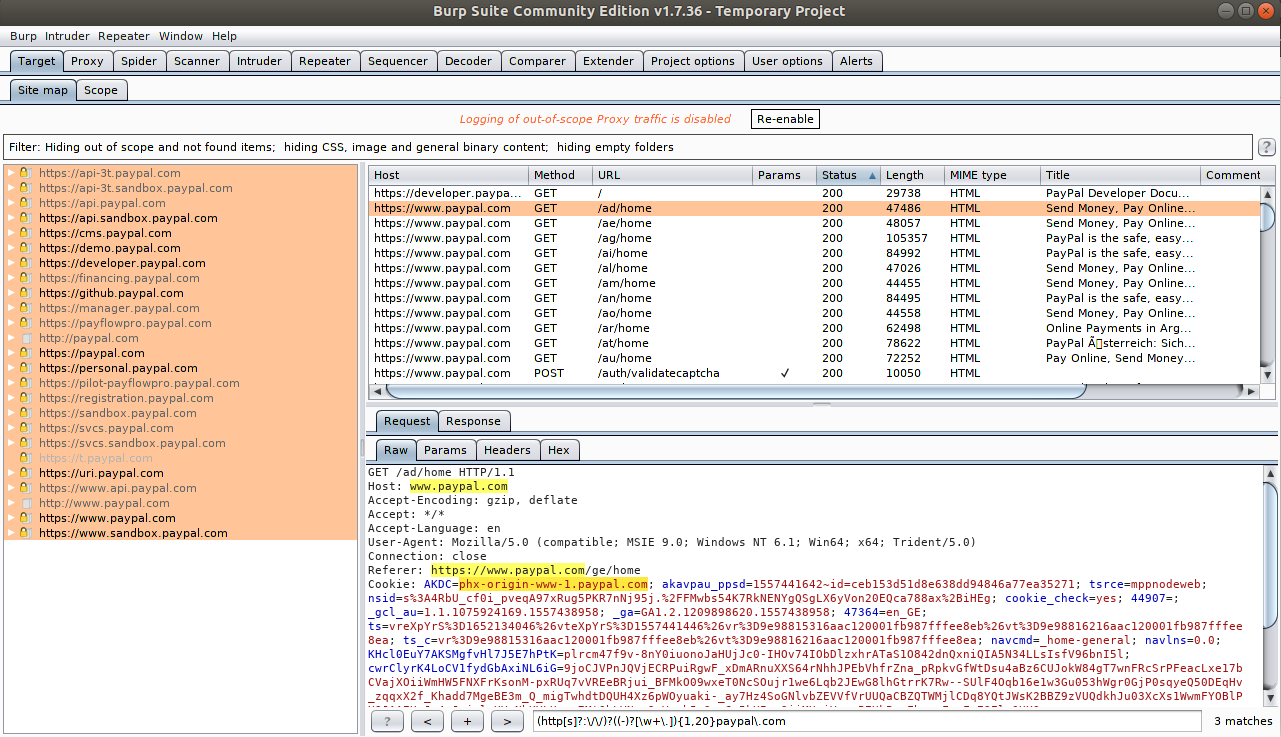 Burp Suite Community Edition v1.7.36 - Temporary Project
Burp Intruder Repeater Window Help
Target Proxy Spider Scanner Intruder Repeater Sequencer Decoder Comparer Extender Project options User options Alerts
Site map Scope
Logging of out-of-scope Proxy traffic is disabled Re-enable
Filter: Hiding out of scope and not found items; hiding CSS, image and general binary content; hiding empty folders ?
https://api-3t.paypal.com
https://api-3t.sandbox.paypal.com
https://api.paypal.com
https://api.sandbox.paypal.com
https://cms.paypal.com
https://demo.paypal.com
https://developer.paypal.com
https://financing.paypal.com
https://github.paypal.com
https://manager.paypal.com
https://payflowpro.paypal.com
http://paypal.com
https://paypal.com
https://personal.paypal.com
https://pilot-payflowpro.paypal.com
https://registration.paypal.com
https://sandbox.paypal.com
https://svcs.paypal.com
https://svcs.sandbox.paypal.com
https://t.paypal.com
https://uri.paypal.com
https://www.api.paypal.com
http://www.paypal.com
https://www.paypal.com
https://www.sandbox.paypal.com
Host Method URL Params Status Length MIME type Title Comment
https://developer.paypa... GET / 200 29738 HTML PayPal Developer Docu...
https://www.paypal.com GET /ad/home 200 47486 HTML Send Money, Pay Online...
https://www.paypal.com GET /ae/home 200 48057 HTML Send Money, Pay Online...
https://www.paypal.com GET /ag/home 200 105357 HTML PayPal is the safe, easy...
https://www.paypal.com GET /ai/home 200 84992 HTML PayPal is the safe, easy...
https://www.paypal.com GET /al/home 200 47026 HTML Send Money, Pay Online...
https://www.paypal.com GET /am/home 200 44455 HTML Send Money, Pay Online...
https://www.paypal.com GET /an/home 200 84495 HTML PayPal is the safe, easy...
https://www.paypal.com GET /ao/home 200 44558 HTML Send Money, Pay Online...
https://www.paypal.com GET /ar/home 200 62498 HTML Online Payments in Arg...
https://www.paypal.com GET /at/home 200 78622 HTML PayPal Â▯sterreich: Sich...
https://www.paypal.com GET /au/home 200 72252 HTML Pay Online, Send Money...
https://www.paypal.com POST /auth/validatecaptcha ✓ 200 10050 HTML
Request Response
Raw Params Headers Hex
GET /ad/home HTTP/1.1
Host: www.paypal.com
Accept-Encoding: gzip, deflate
Accept: */*
Accept-Language: en
User-Agent: Mozilla/5.0 (compatible; MSIE 9.0; Windows NT 6.1; Win64; x64; Trident/5.0)
Connection: close
Referer: https://www.paypal.com/ge/home
Cookie: AKDC=phx-origin-www-1.paypal.com; akavpau_ppsd=1557441642~id=ceb153d51d8e638dd94846a77ea35271; tsrce=mppnodeweb;
nsid=s%3A4RbU_cf0i_pveqA97xRug5PKR7nNj95j.%2FFMwbs54K7RkNENYgQSgLX6yVon20EQca788ax%2BiHEg; cookie_check=yes; 44907=;
_gcl_au=1.1.1075924169.1557438958; _ga=GA1.2.1209898620.1557438958; 47364=en_GE;
ts=vreXpYrS%3D1652134046%26vteXpYrS%3D1557441446%26vr%3D9e98815316aac120001fb987fffee8eb%26vt%3D9e98816216aac120001fb987fffee
8ea; ts_c=vr%3D9e98815316aac120001fb987fffee8eb%26vt%3D9e98816216aac120001fb987fffee8ea; navcmd=_home-general; navlns=0.0;
KHcl0EuY7AKSMgfvHl7J5E7hPtK=plrcm47f9v-8nY0iuonoJaHUjJc0-IHOv74IObDlzxhrATaS1O842dnQxniQIA5N34LLsIsfV96bnI5l;
cwrClyrK4LoCV1fydGbAxiNL6iG=9joCJVPnJQVjECRPuiRgwF_xDmARnuXXS64rNhhJPEbVhfrZna_pRpkvGfWtDsu4aBz6CUJokW84gT7wnFRcSrPFeacLxe17b
CVajXOiiWmHW5FNXFrKsonM-pxRUq7vVREeBRjui_BFMkO09wxeT0NcSOujr1we6Lqb2JEwG8lhGtrrK7Rw--SUlF4Oqb16e1w3Gu053hWgr0GjP0sqyeQ50DEqHv
_zqqxX2f_Khadd7MgeBE3m_Q_migTwhdtDQUH4Xz6pWOyuaki-_ay7Hz4SoGNlvbZEVVfVrUUQaCBZQTWMjlCDq8YQtJWsK2BBZ9zVUQdkhJu03XcXs1WwmFYOBlP
? < + > (http[s]?:\/\/)?((-)?[\w+\.]){1,20}paypal\.com 3 matches